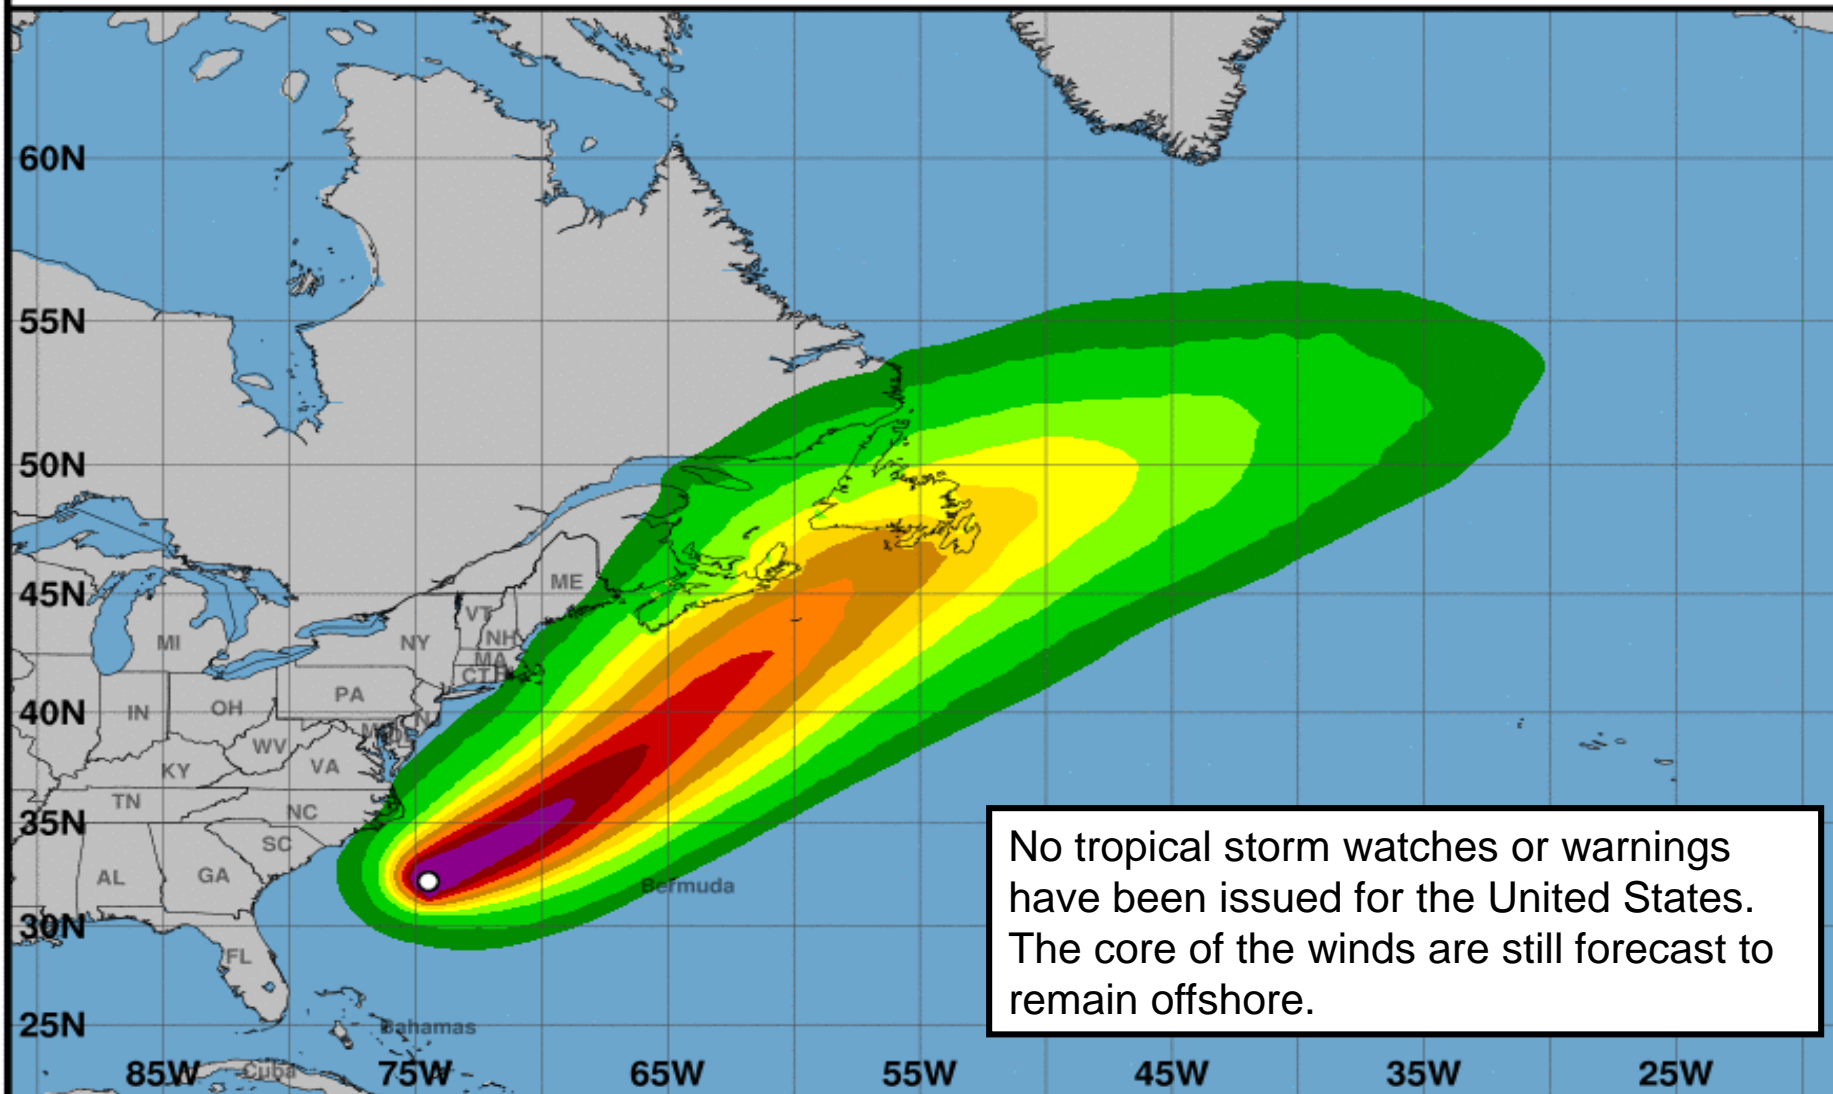 60N
55N
50N
45N
40N
35N
30N
25N
85W
75W
65W
55W
45W
35W
25W
ME
VT
NH
MI
NY
MA
CT
PA
IN
OH
NJ
WV
KY
VA
TN
NC
SC
AL
GA
FL
Bermuda
Bahamas
Cuba
No tropical storm watches or warnings
have been issued for the United States.
The core of the winds are still forecast to
remain offshore.